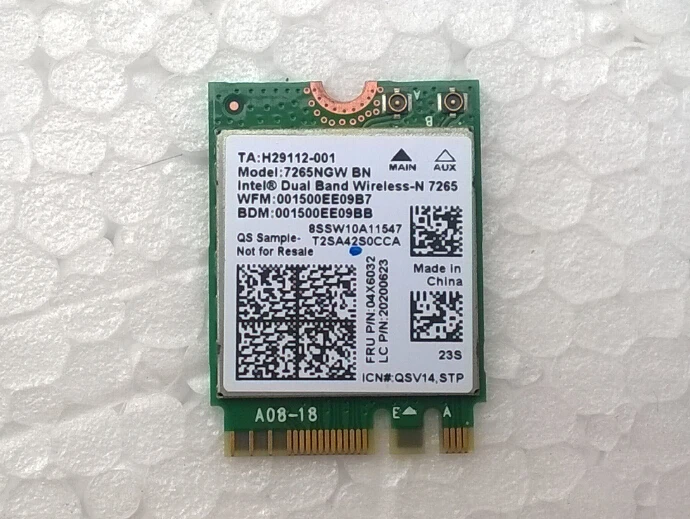 A
B
TA:H29112-001
Model:7265NGW BN
Intel® Dual Band Wireless-N 7265
WFM:001500EE09B7
BDM:001500EE09BB
MAIN AUX
8SSW10A11547
QS Sample- T2SA42S0CCA
Not for Resale
Made in
China
FRU P/N:04X6032
LC P/N:20200623
23S
ICN#:QSV14,STP
A08-18 E A